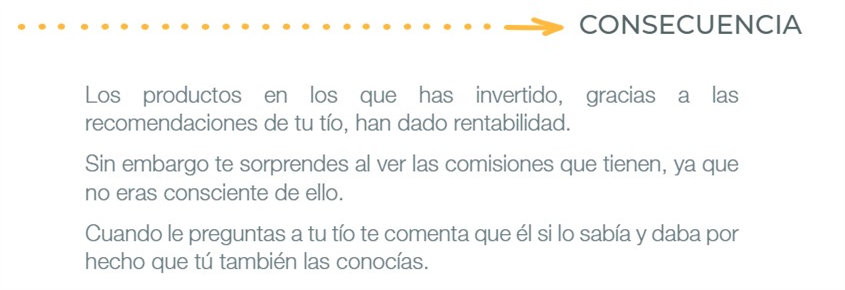 CONSECUENCIA
Los productos en los que has invertido, gracias a las
recomendaciones de tu tío, han dado rentabilidad.
Sin embargo te sorprendes al ver las comisiones que tienen, ya que
no eras consciente de ello.
Cuando le preguntas a tu tío te comenta que él si lo sabía y daba por
hecho que tú también las conocías.